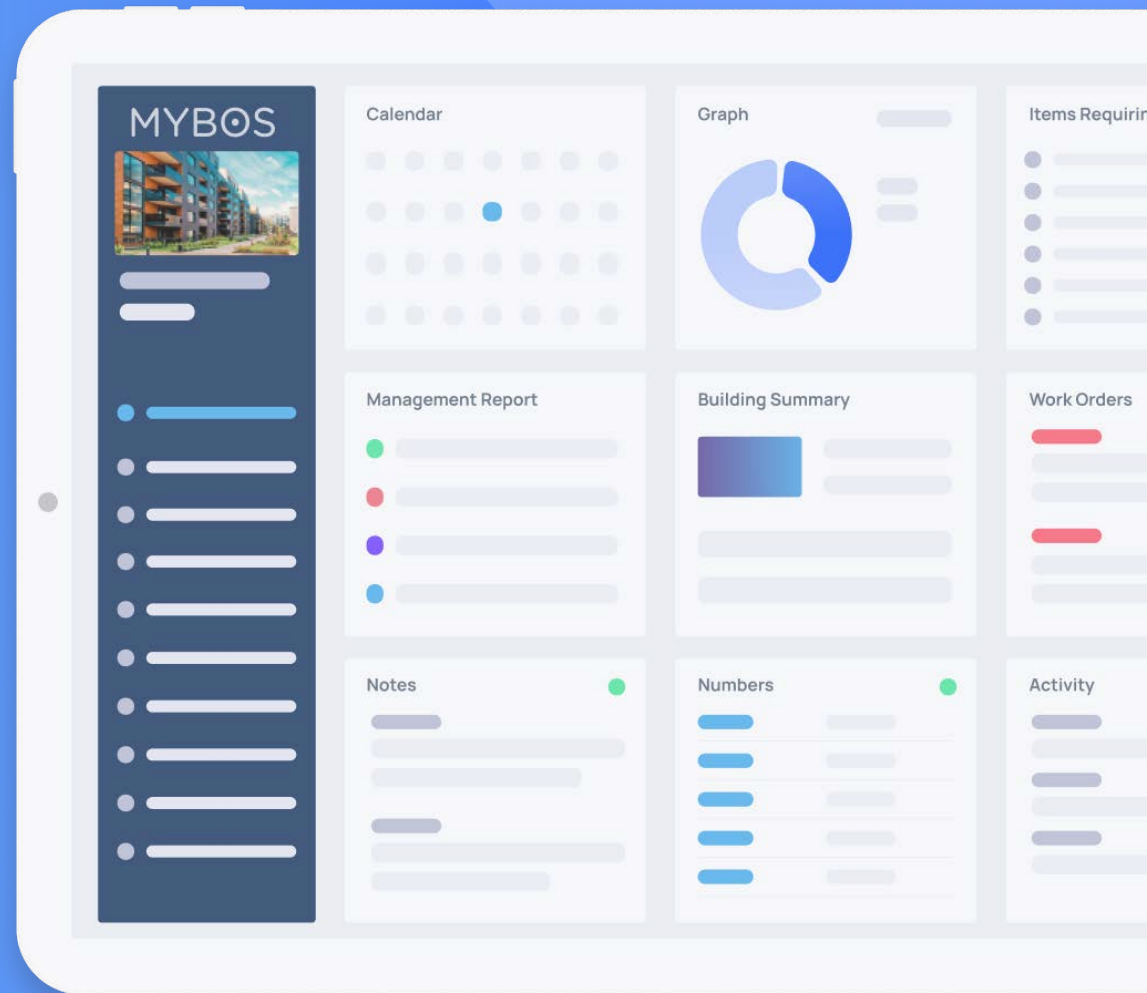 MYBOS
Calendar
Graph
Items Requirin
Management Report
Building Summary
Work Orders
Notes
Numbers
Activity